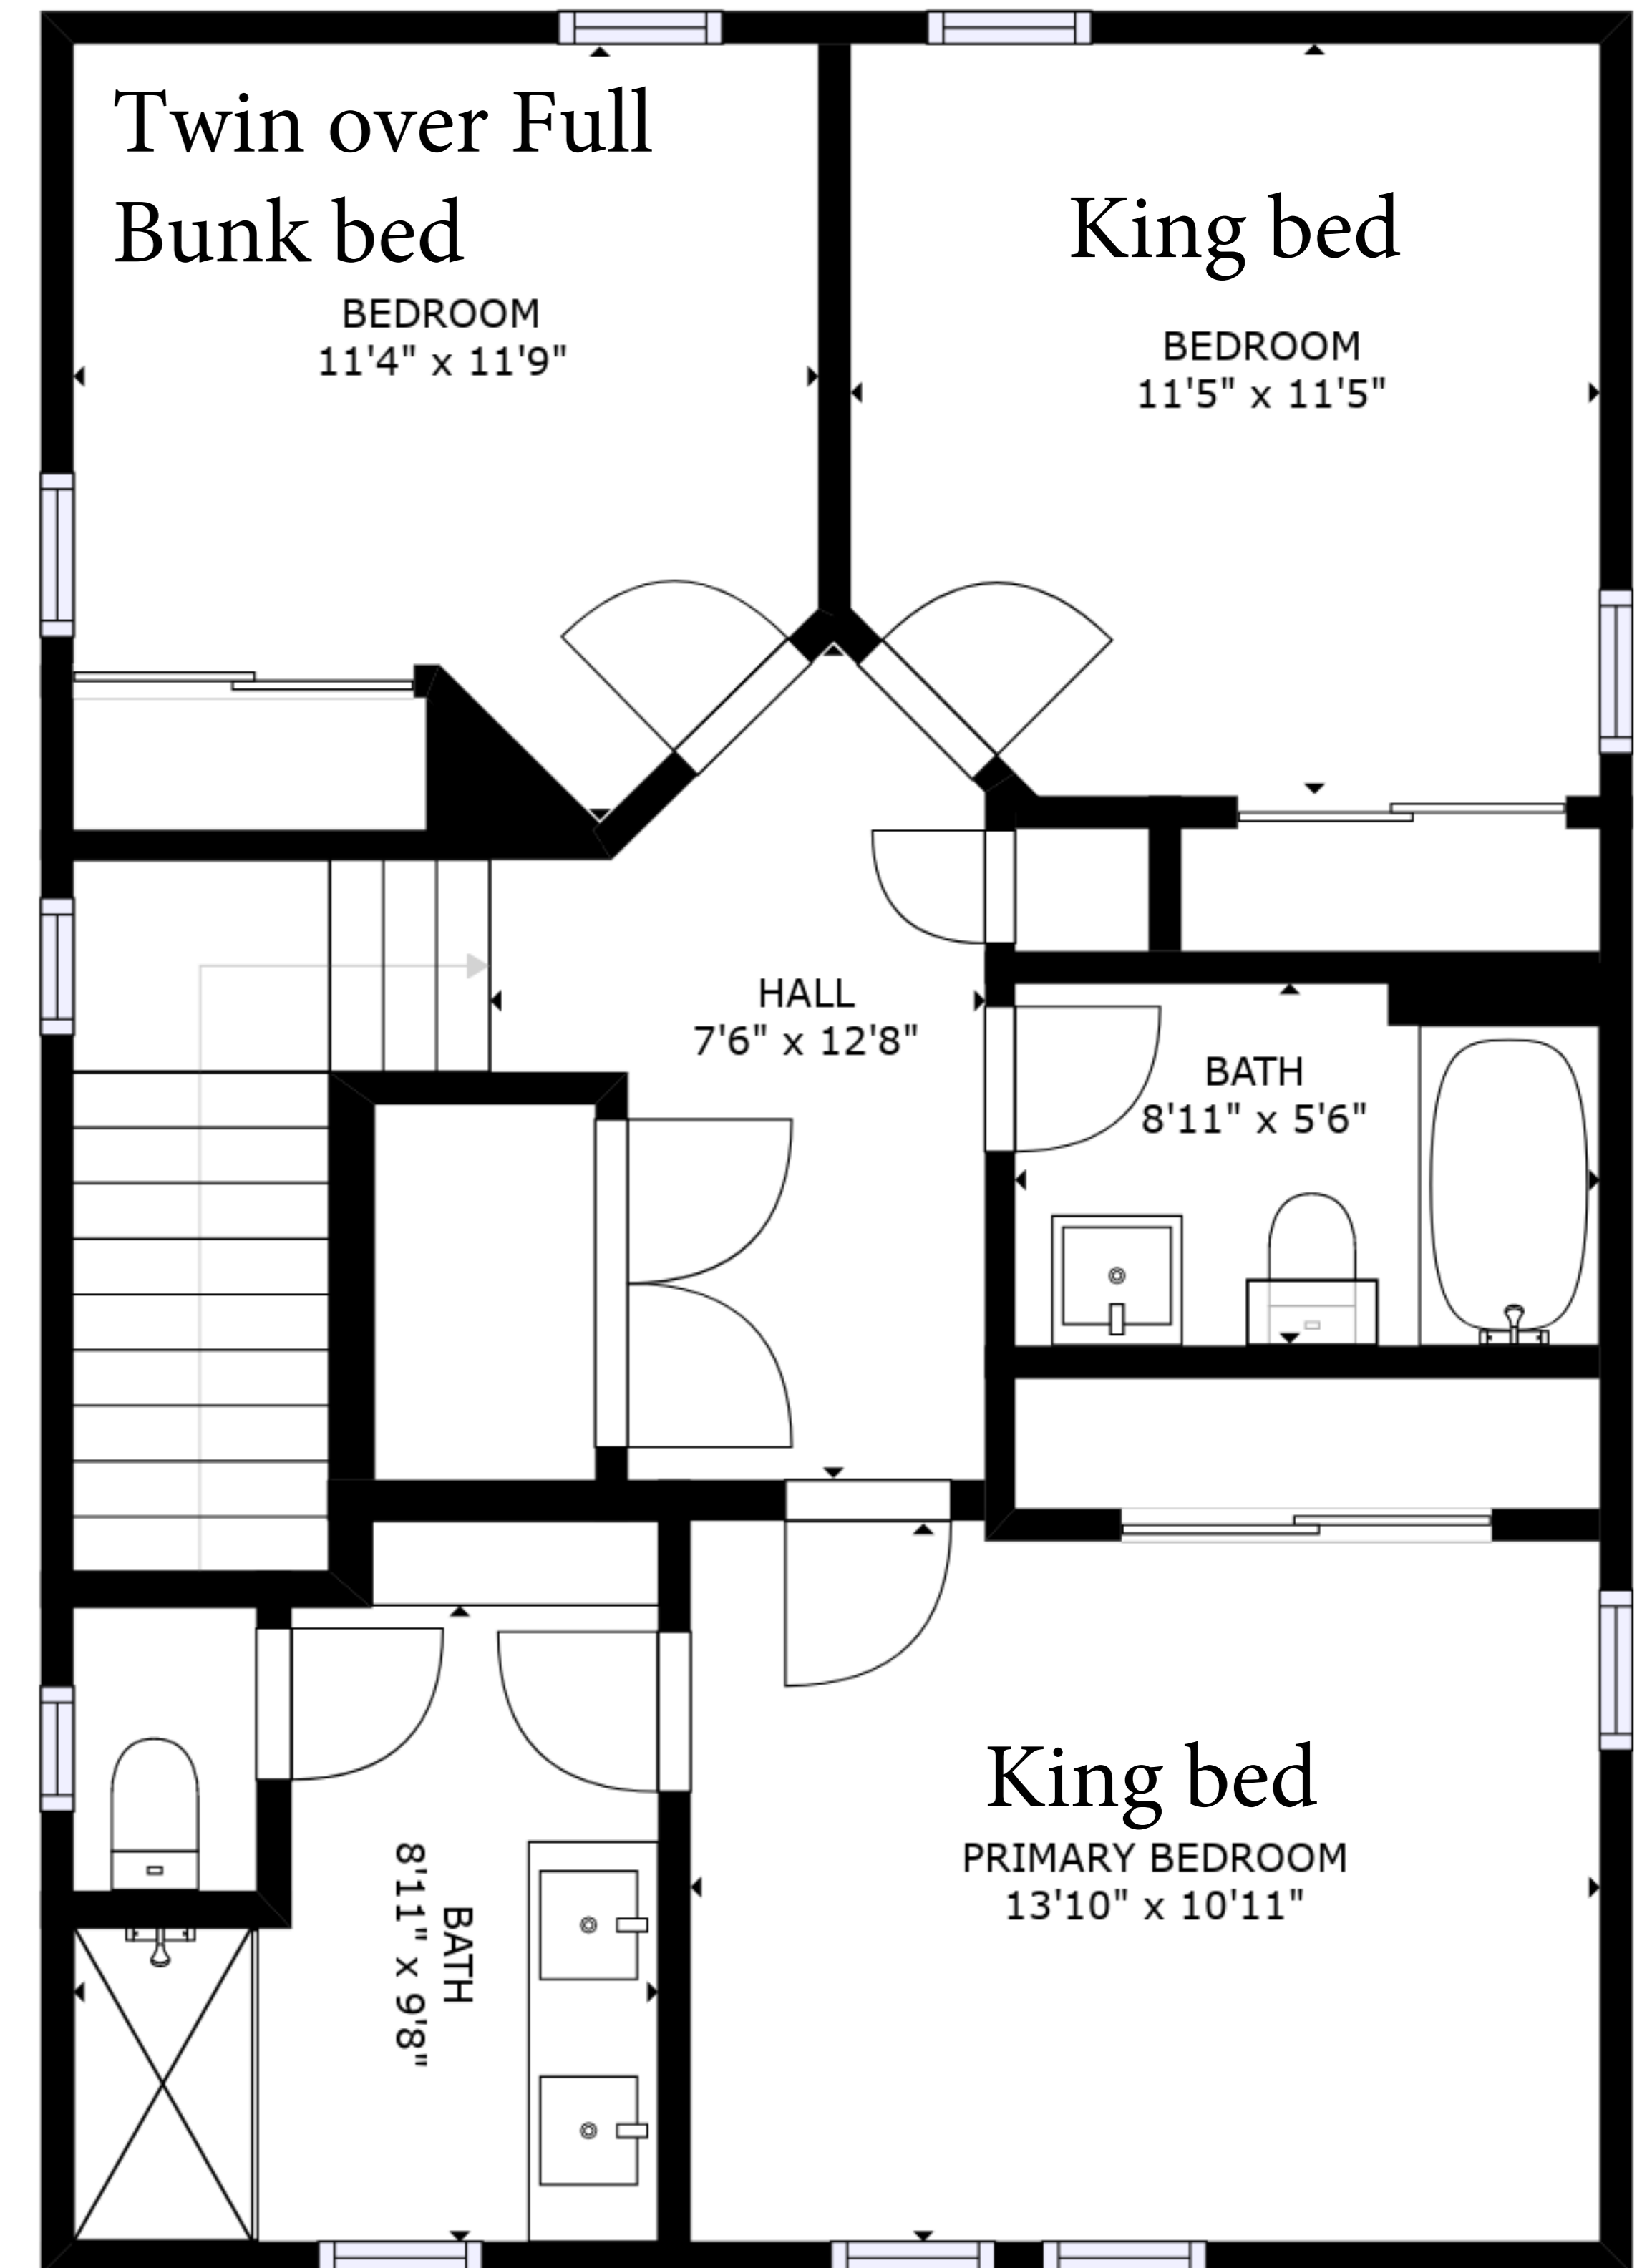 Twin over Full
Bunk bed
BEDROOM
11'4" x 11'9"
King bed
BEDROOM
11'5" x 11'5"
HALL
7'6" x 12'8"
BATH
8'11" x 5'6"
King bed
PRIMARY BEDROOM
13'10" x 10'11"
BATH
8'11" x 9'8"